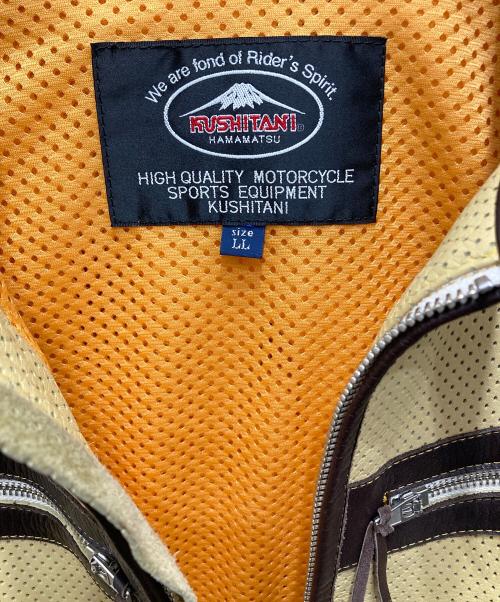 We are fond of Rider's Spirit.
KUSHITANI®
HAMAMATSU
HIGH QUALITY MOTORCYCLE
SPORTS EQUIPMENT
KUSHITANI
size
LL